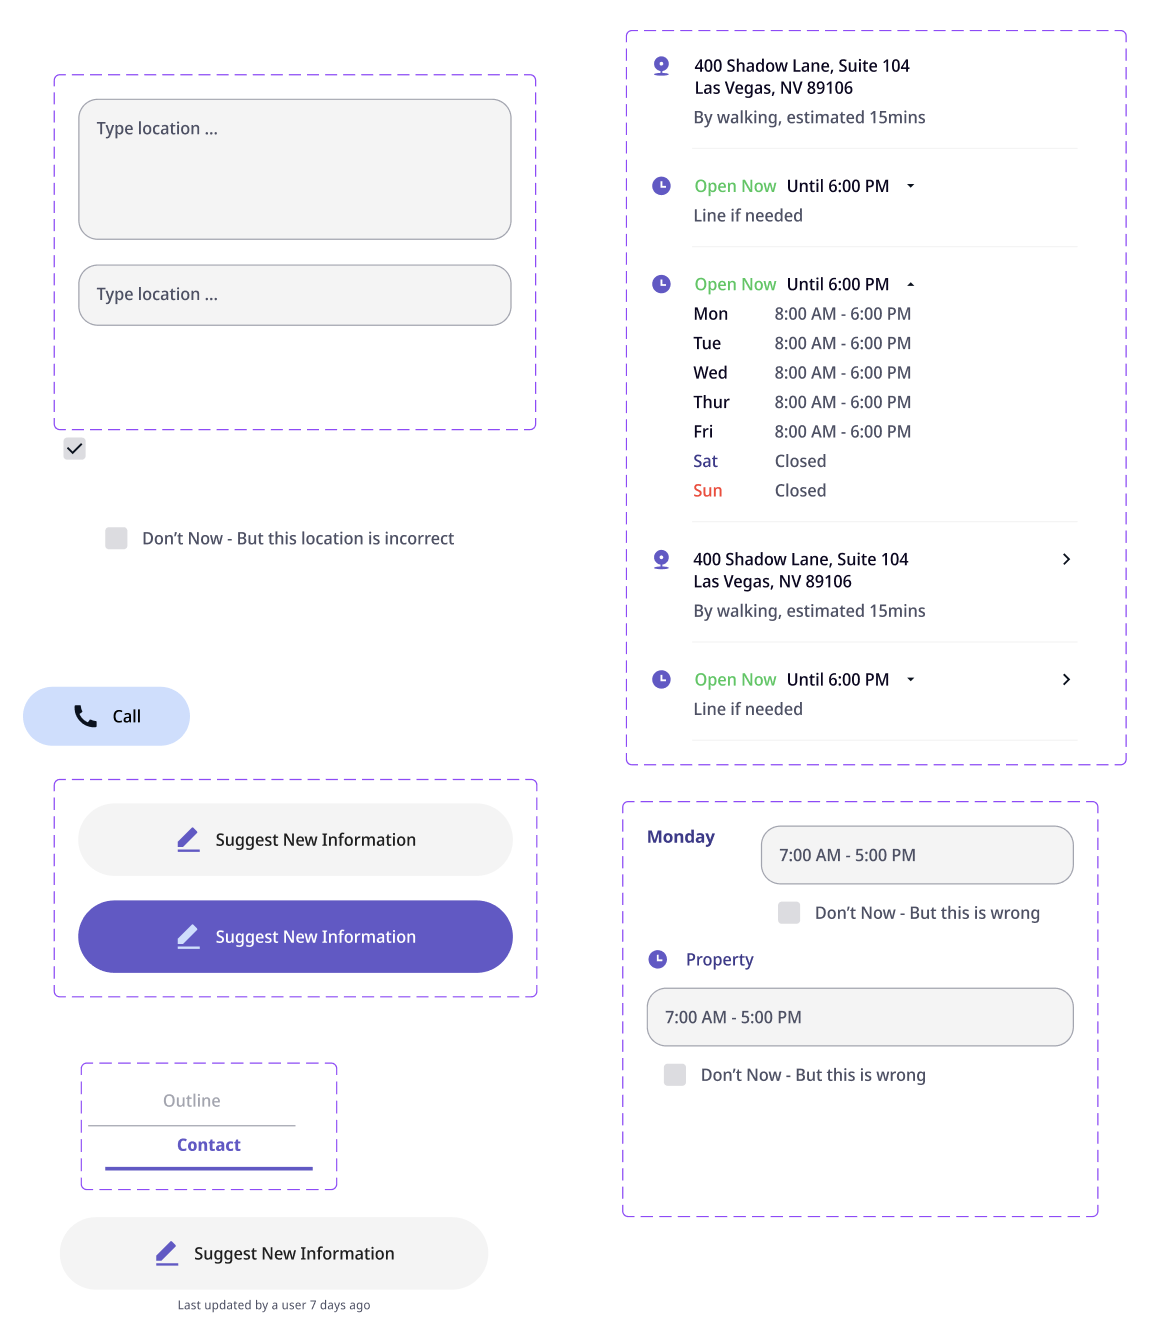 Type location ...
Type location ...
Don’t Now - But this location is incorrect
Call
Suggest New Information
Suggest New Information
Outline
Contact
Suggest New Information
Last updated by a user 7 days ago
400 Shadow Lane, Suite 104
Las Vegas, NV 89106
By walking, estimated 15mins
Open Now Until 6:00 PM
Line if needed
Open Now Until 6:00 PM
Mon 8:00 AM - 6:00 PM
Tue 8:00 AM - 6:00 PM
Wed 8:00 AM - 6:00 PM
Thur 8:00 AM - 6:00 PM
Fri 8:00 AM - 6:00 PM
Sat Closed
Sun Closed
400 Shadow Lane, Suite 104
Las Vegas, NV 89106
By walking, estimated 15mins
Open Now Until 6:00 PM
Line if needed
Monday 7:00 AM - 5:00 PM
Don’t Now - But this is wrong
Property
7:00 AM - 5:00 PM
Don’t Now - But this is wrong